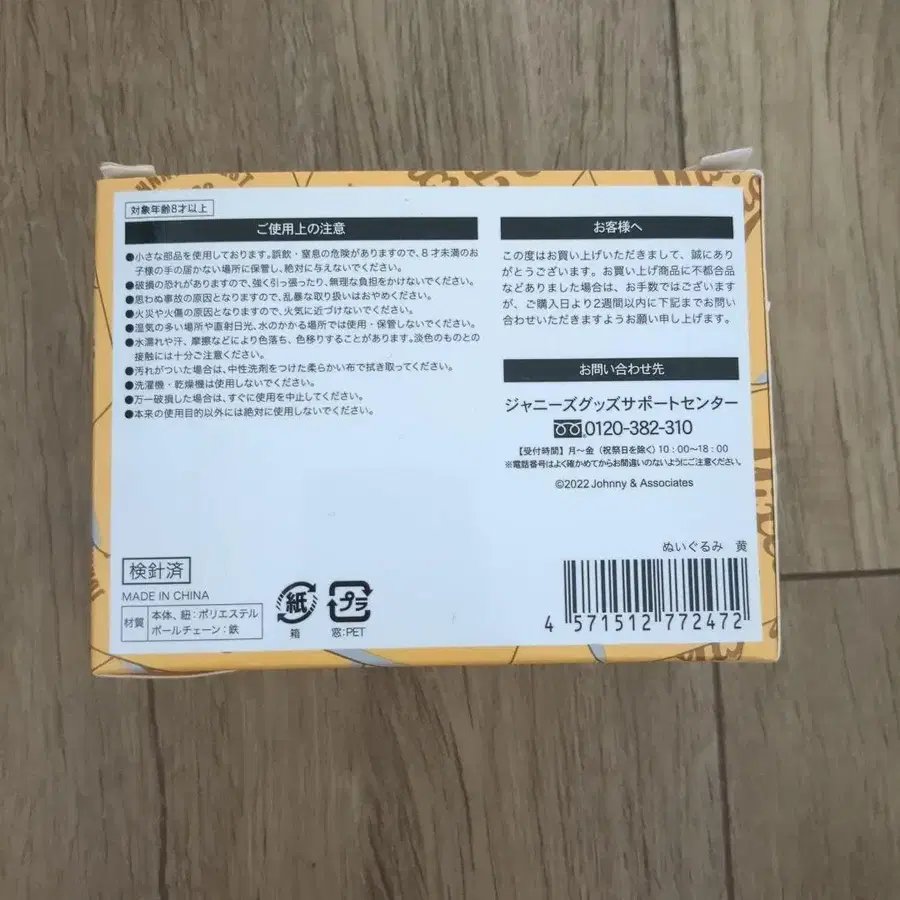 対象年齢8才以上
ご使用上の注意
●小さな部品を使用しております。誤飲・窒息の危険がありますので、8才未満のお
子様の手の届かない場所に保管し、絶対に与えないでください。
●破損の恐れがありますので、強く引っ張ったり、無理な負担をかけないでください。
●思わぬ事故の原因となりますので、乱暴な取り扱いはおやめください。
●火災や火傷の原因となりますので、火気に近づけないでください。
●湿気の多い場所や直射日光、水のかかる場所では使用・保管しないでください。
●水濡れや汗、摩擦などにより色落ち、色移りすることがあります。淡色のものとの
接触には十分ご注意ください。
●汚れがついた場合は、中性洗剤をつけた柔らかい布で拭き取ってください。
●洗濯機・乾燥機は使用しないでください。
●万一破損した場合は、すぐに使用を中止してください。
●本来の使用目的以外には絶対に使用しないでください。
検針済
MADE IN CHINA
材質
本体、紐:ポリエステル
ボールチェーン:鉄
紙
箱
プラ
窓:PET
お客様へ
この度はお買い上げいただきまして、誠にあり
がとうございます。お買い上げ商品に不都合品
などありました場合は、お手数ではございます
が、ご購入日より2週間以内に下記までお問い
合わせいただきますようお願い申し上げます。
お問い合わせ先
ジャニーズグッズサポートセンター
0120-382-310
【受付時間】月〜金(祝祭日を除く)10:00〜18:00
※電話番号はよく確かめてからお間違いのないようにご注意ください。
©2022 Johnny & Associates
ぬいぐるみ 黄
4 571512 772472